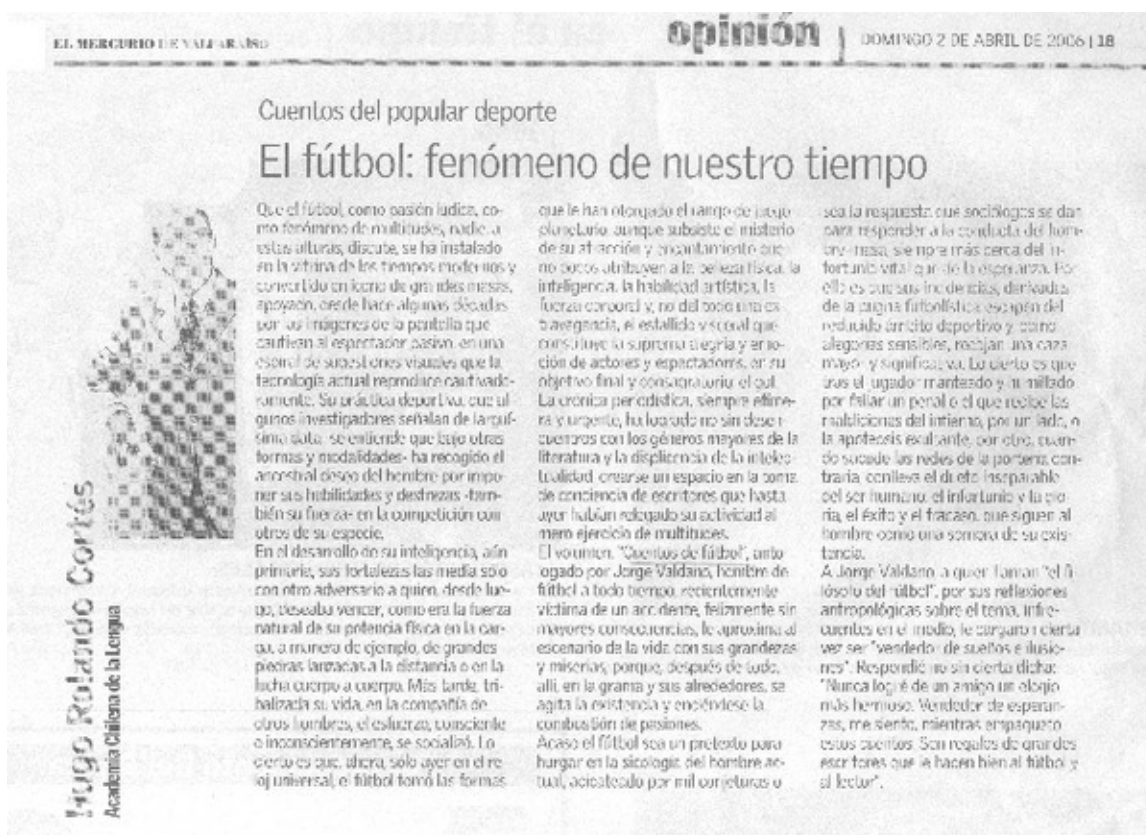 EL MERCURIO DE VALPARAÍSO
opinión
DOMINGO 2 DE ABRIL DE 2006 | 18
Cuentos del popular deporte
El fútbol: fenómeno de nuestro tiempo
Hugo Rolando Cortés
Academia Chilena de la Lengua
Que el fútbol, como pasión lúdica, co-
mo fenómeno de multitudes, nadie, a
estas alturas, discute, se ha instalado
en la vitrina de los tiempos modernos y
convertido en icono de grandes masas,
apoyado, desde hace algunas décadas
por las imágenes de la pantalla que
cautivan al espectador pasivo, en una
espiral de sugestiones visuales que la
tecnología actual reproduce cautivado-
ramente. Su práctica deportiva, que al
gunos investigadores señalan de larguí-
sima data -se entiende que bajo otras
formas y modalidades- ha recogido el
ancestral deseo del hombre por impo-
ner sus habilidades y destrezas -tam-
bién su fuerza- en la competición con
otros de su especie.
En el desarrollo de su inteligencia, aún
primaria, sus fortalezas las medía sólo
con otro adversario a quien, desde lue-
go, deseaba vencer, como era la fuerza
natural de su potencia física en la car-
ga, a manera de ejemplo, de grandes
piedras lanzadas a la distancia o en la
lucha cuerpo a cuerpo. Más tarde, tri-
balizada su vida, en la compañía de
otros hombres, el esfuerzo, consciente
o inconscientemente, se socializó. Lo
cierto es que, ahora, sólo ayer en el re-
loj universal, el fútbol tomó las formas
que le han otorgado el rango de juego
planetario, aunque subsiste el misterio
de su atracción y encantamiento que
no pocos atribuyen a la belleza física, la
inteligencia, la habilidad artística, la
fuerza corporal y, no del todo una ex
travagancia, el estallido visceral que
constituye la suprema alegría y emo-
ción de actores y espectadores, en su
objetivo final y consagratorio: el gol.
La crónica periodística, siempre efíme-
ra y urgente, ha logrado no sin desen-
cuentros con los géneros mayores de la
literatura y la displicencia de la intelec-
tualidad, crearse un espacio en la toma
de conciencia de escritores que hasta
ayer habían relegado su actividad al
mero ejercicio de multitudes.
El volumen, "Cuentos de fútbol", anto-
logado por Jorge Valdano, hombre de
fútbol a todo tiempo, recientemente
víctima de un accidente, felizmente sin
mayores consecuencias, le aproxima al
escenario de la vida con sus grandezas
y miserias, porque, después de todo,
allí, en la grama y sus alrededores, se
agita la existencia y enciéndese la
combustión de pasiones.
Acaso el fútbol sea un pretexto para
hurgar en la sicología del hombre ac-
tual, acicateado por mil conjeturas o
sea la respuesta que sociólogos se dan
para responder a la conducta del hom-
bre-masa, siempre más cerca del in-
fortunio vital que de la esperanza. Por
ello es que sus incidencias, derivadas
de la pugna futbolística escapen del
reducido ámbito deportivo y, como
alegorías sensibles, recojan una caza
mayor y significativa. Lo cierto es que
tras el jugador manteado y humillado
por fallar un penal o el que recibe las
maldiciones del infierno, por un lado, o
la apoteosis exultante, por otro, cuan-
do sucede las redes de la portería con-
traria, conlleva el dueto inseparable
del ser humano, el infortunio y la glo-
ria, el éxito y el fracaso, que siguen al
hombre como una sombra de su exis-
tencia.
A Jorge Valdano, a quien llaman "el fi
lósofo del fútbol", por sus reflexiones
antropológicas sobre el tema, infre-
cuentes en el medio, le cargaron cierta
vez ser "vendedor de sueños e ilusio-
nes". Respondió no sin cierta dicha:
"Nunca logré de un amigo un elogio
más hermoso. Vendedor de esperan-
zas, me siento, mientras empaqueto
estos cuentos. Son regalos de grandes
escritores que le hacen bien al fútbol y
al lector".